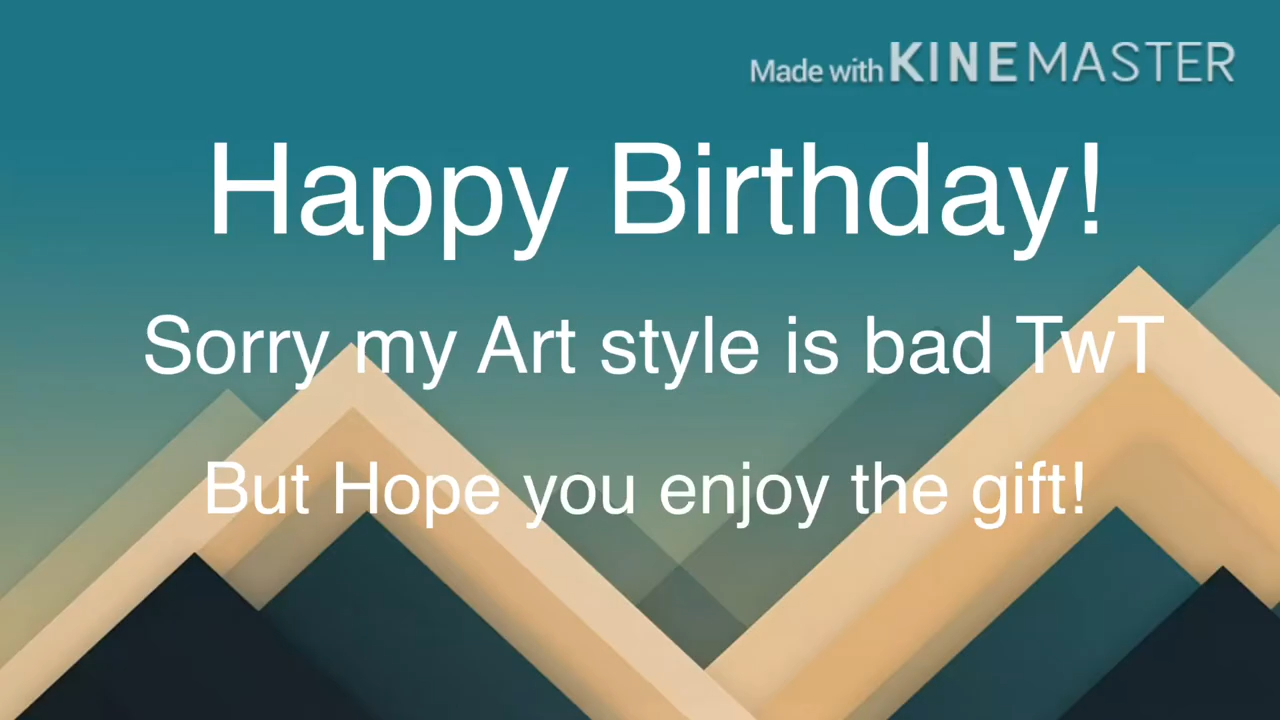 Made with KINEMASTER
Happy Birthday!
Sorry my Art style is bad TwT
But Hope you enjoy the gift!